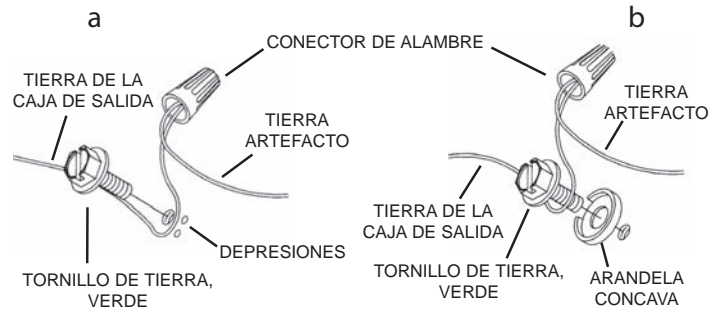 a
b
CONECTOR DE ALAMBRE
TIERRA DE LA
CAJA DE SALIDA
TIERRA
ARTEFACTO
DEPRESIONES
TORNILLO DE TIERRA,
VERDE
TIERRA
ARTEFACTO
TIERRA DE LA
CAJA DE SALIDA
TORNILLO DE TIERRA,
VERDE
ARANDELA
CONCAVA